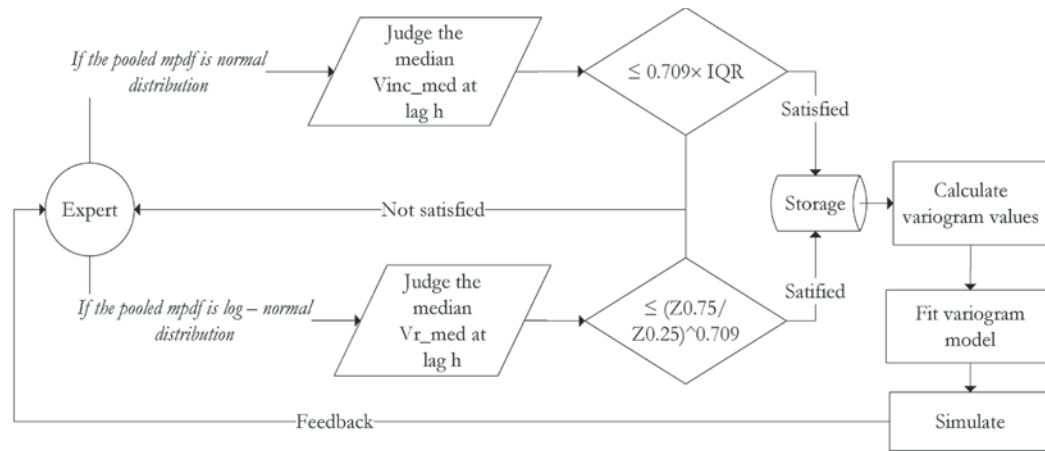 If the pooled mpdf is normal
distribution
Judge the
median
Vinc_med at
lag h
≤ 0.709× IQR
Satisfied
Expert
Not satisfied
Storage
Calculate
variogram values
If the pooled mpdf is log – normal
distribution
Judge the
median
Vr_med at
lag h
≤ (Z0.75/
Z0.25)^0.709
Satified
Fit variogram
model
Feedback
Simulate